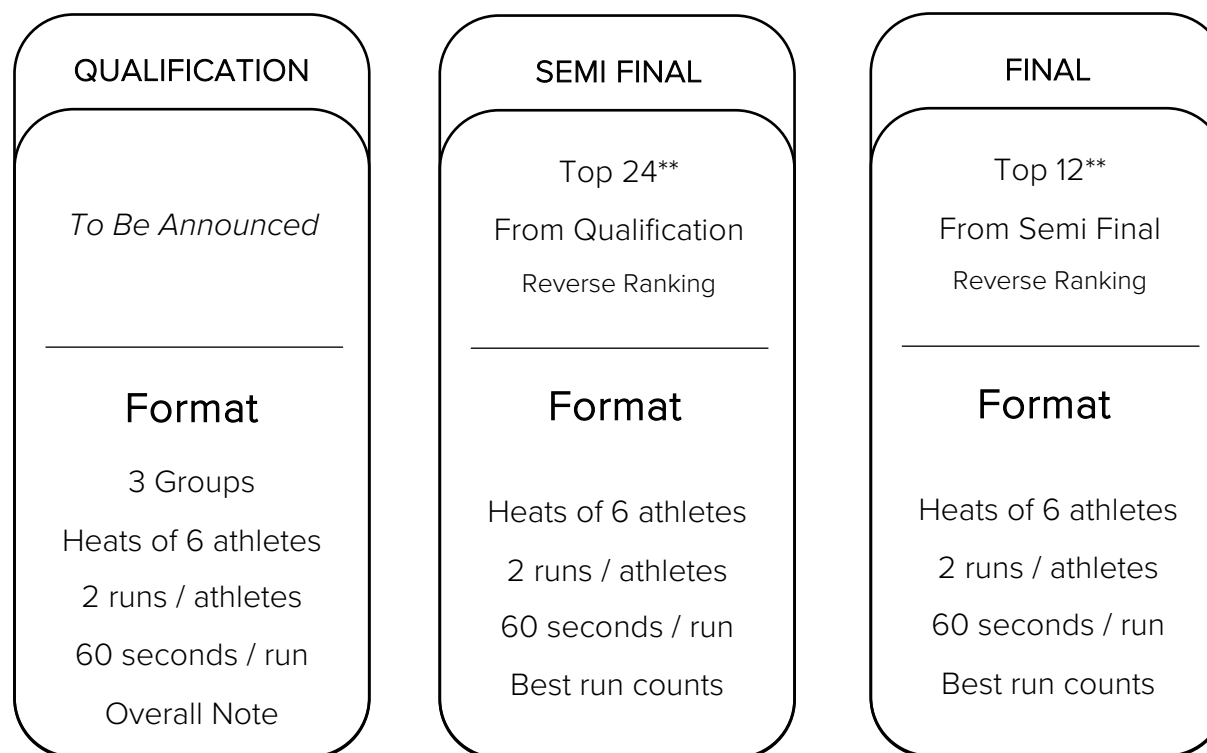 QUALIFICATION
To Be Announced
Format
3 Groups
Heats of 6 athletes
2 runs / athletes
60 seconds / run
Overall Note
SEMI FINAL
Top 24**
From Qualification
Reverse Ranking
Format
Heats of 6 athletes
2 runs / athletes
60 seconds / run
Best run counts
FINAL
Top 12**
From Semi Final
Reverse Ranking
Format
Heats of 6 athletes
2 runs / athletes
60 seconds / run
Best run counts